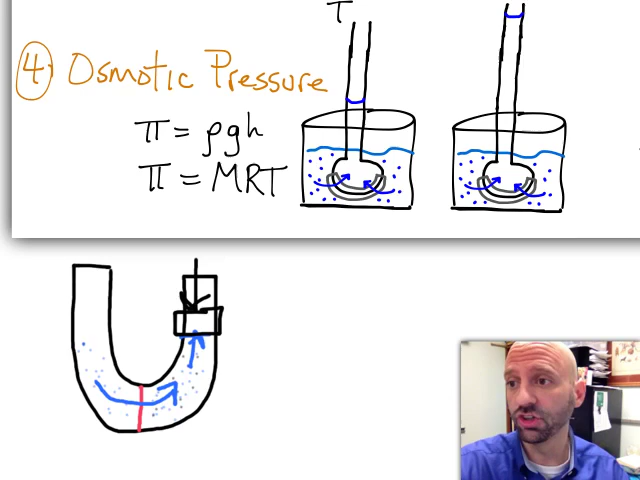 T
④ Osmotic Pressure
π = ρgh
π = MRT